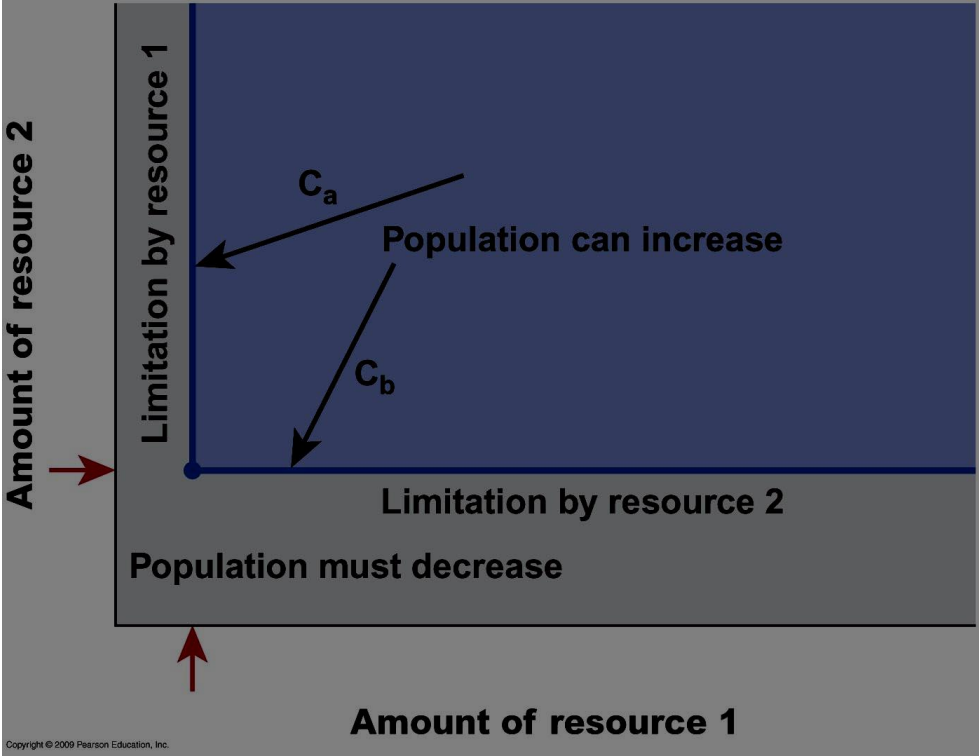 Amount of resource 2
Limitation by resource 1
Ca
Population can increase
Cb
Limitation by resource 2
Population must decrease
Amount of resource 1
Copyright © 2009 Pearson Education, Inc.